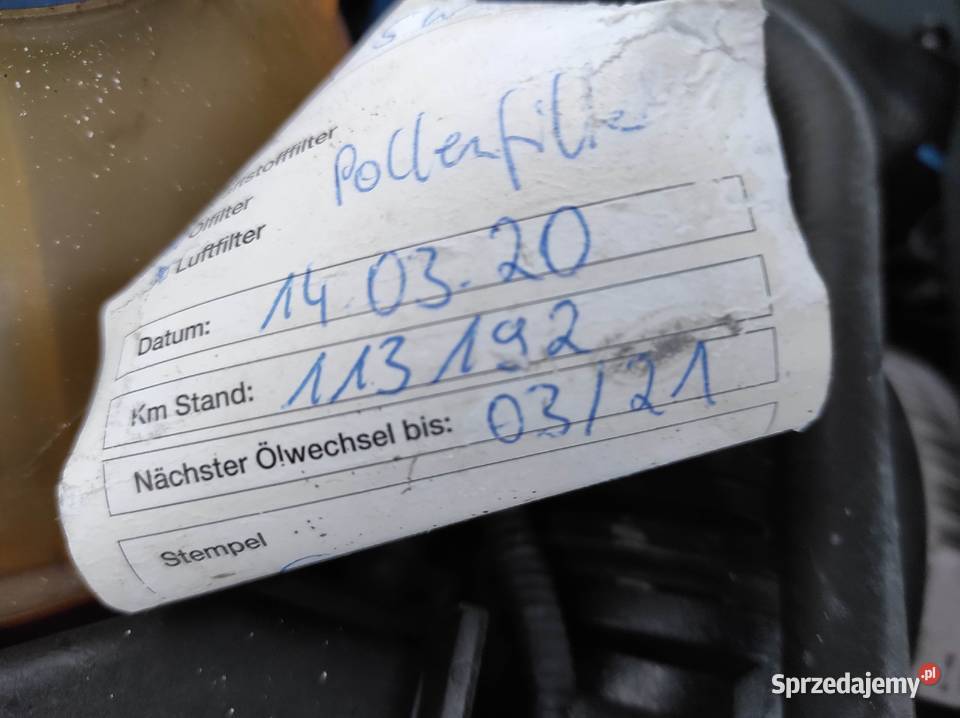 Pollenfilter
Ölfilter
Luftfilter
Datum: 14.03.20
Km Stand: 113192
Nächster Ölwechsel bis: 03/21
Stempel
Sprzedajemy.pl